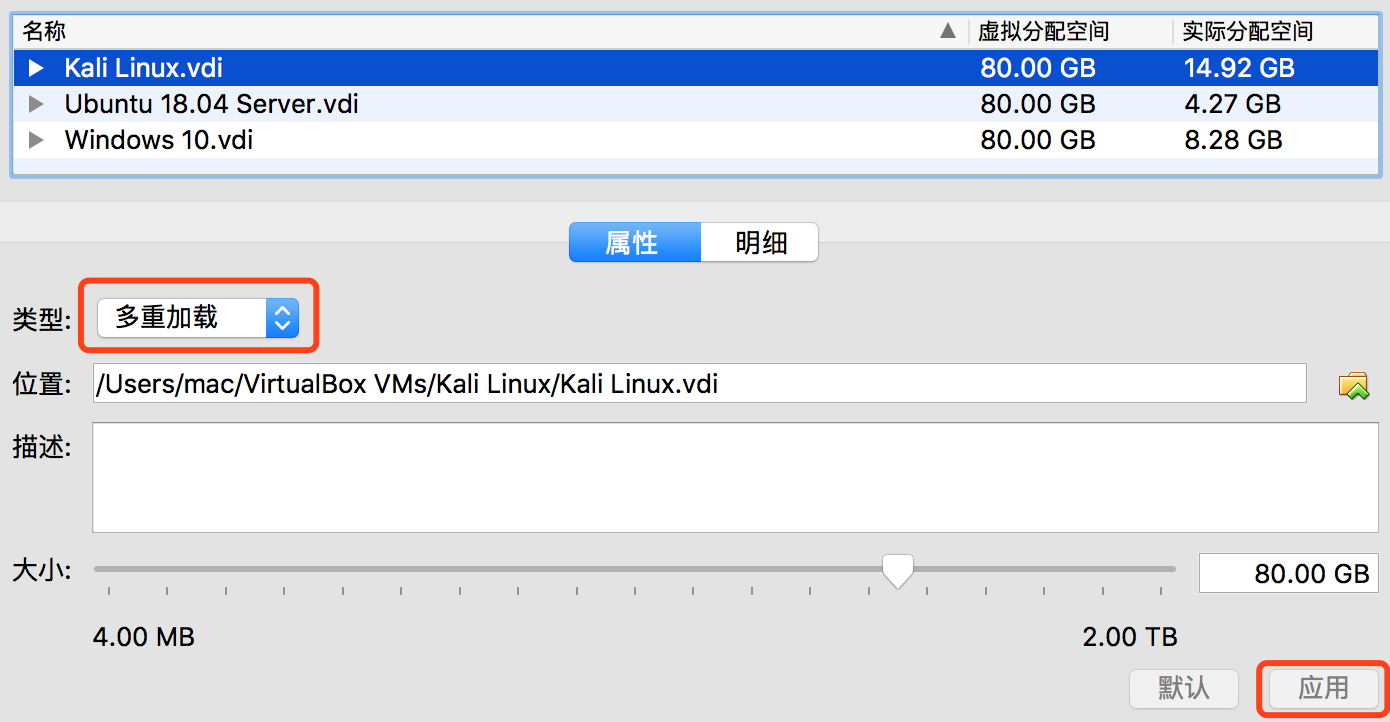 名称 虚拟分配空间 实际分配空间
Kali Linux.vdi 80.00 GB 14.92 GB
Ubuntu 18.04 Server.vdi 80.00 GB 4.27 GB
Windows 10.vdi 80.00 GB 8.28 GB
属性 明细
类型: 多重加载
位置: /Users/mac/VirtualBox VMs/Kali Linux/Kali Linux.vdi
描述:
大小: 80.00 GB
4.00 MB 2.00 TB
默认 应用